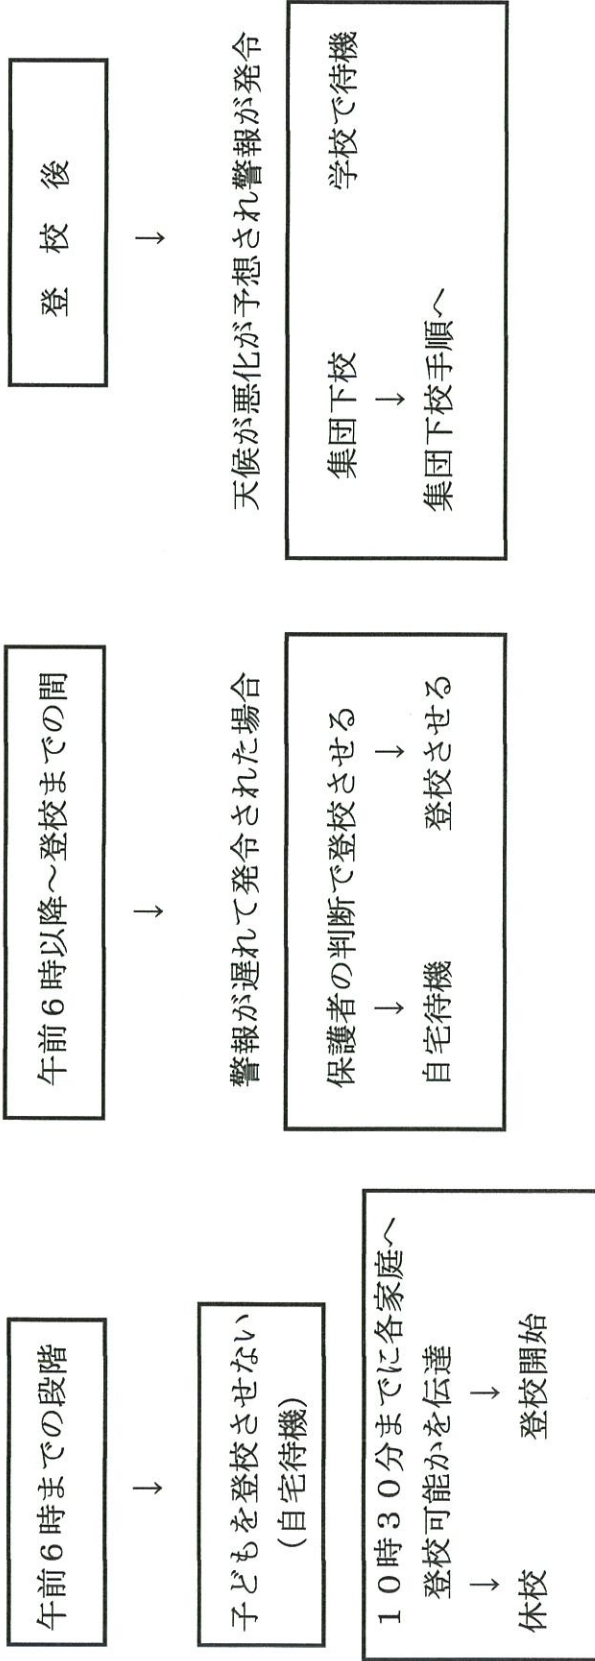 午前６時までの段階
↓
子どもを登校させない
（自宅待機）
１０時３０分までに各家庭へ
登校可能かを伝達
↓ ↓
休校 登校開始
午前６時以降～登校までの間
↓
警報が遅れて発令された場合
保護者の判断で登校させる
↓ ↓
自宅待機 登校させる
登 校 後
↓
天候が悪化が予想され警報が発令
集団下校 学校で待機
↓
集団下校手順へ